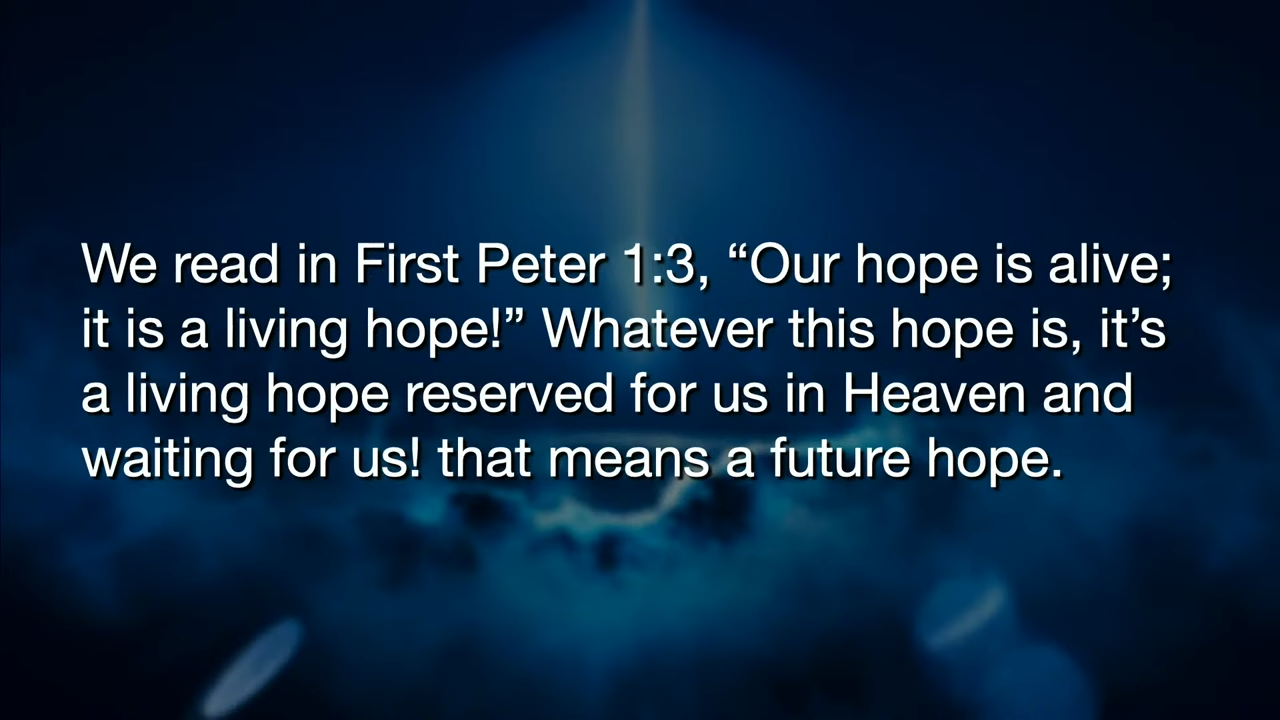 We read in First Peter 1:3, “Our hope is alive;
it is a living hope!” Whatever this hope is, it’s
a living hope reserved for us in Heaven and
waiting for us! that means a future hope.